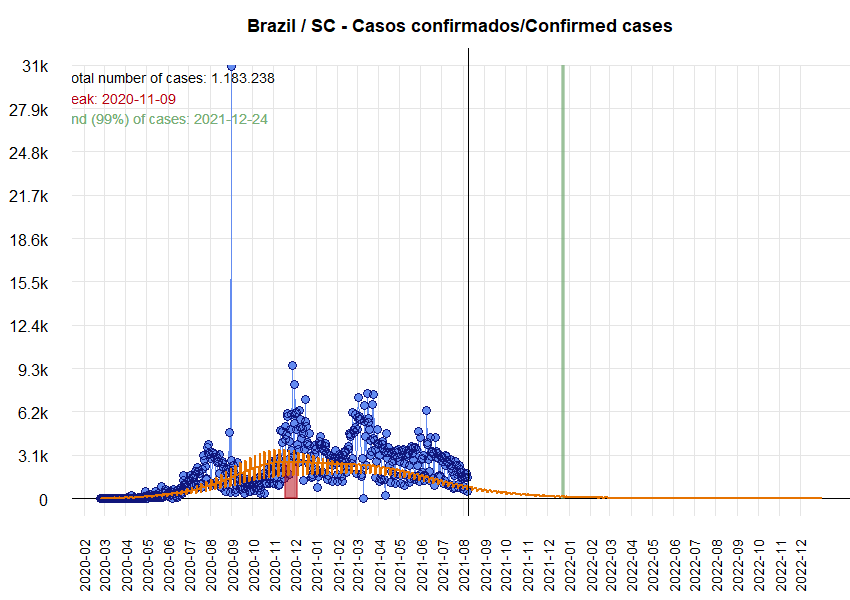 Brazil / SC - Casos confirmados/Confirmed cases
31k
otal number of cases: 1.183.238
eak: 2020-11-09
27.9k
nd (99%) of cases: 2021-12-24
24.8k
21.7k
18.6k
15.5k
12.4k
9.3k
6.2k
3.1k
0
2020-02
2020-03
2020-04
2020-05
2020-06
2020-07
2020-08
2020-09
2020-10
2020-11
2020-12
2021-01
2021-02
2021-03
2021-04
2021-05
2021-06
2021-07
2021-08
2021-09
2021-10
2021-11
2021-12
2022-01
2022-02
2022-03
2022-04
2022-05
2022-06
2022-07
2022-08
2022-09
2022-10
2022-11
2022-12